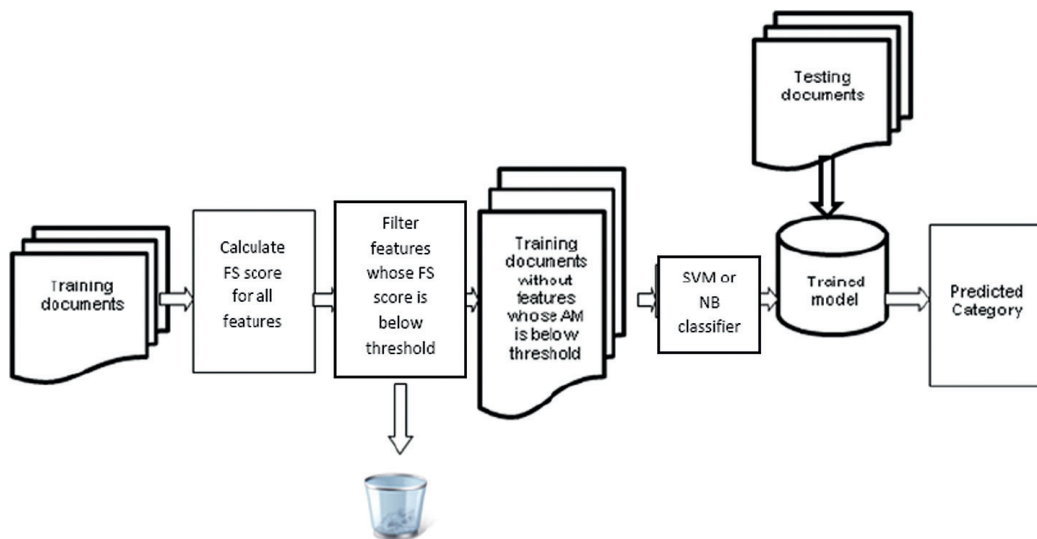 Training
documents
Calculate
FS score
for all
features
Filter
features
whose FS
score is
below
threshold
Training
documents
without
features
whose AM
is below
threshold
SVM or
NB
classifier
Testing
documents
Trained
model
Predicted
Category